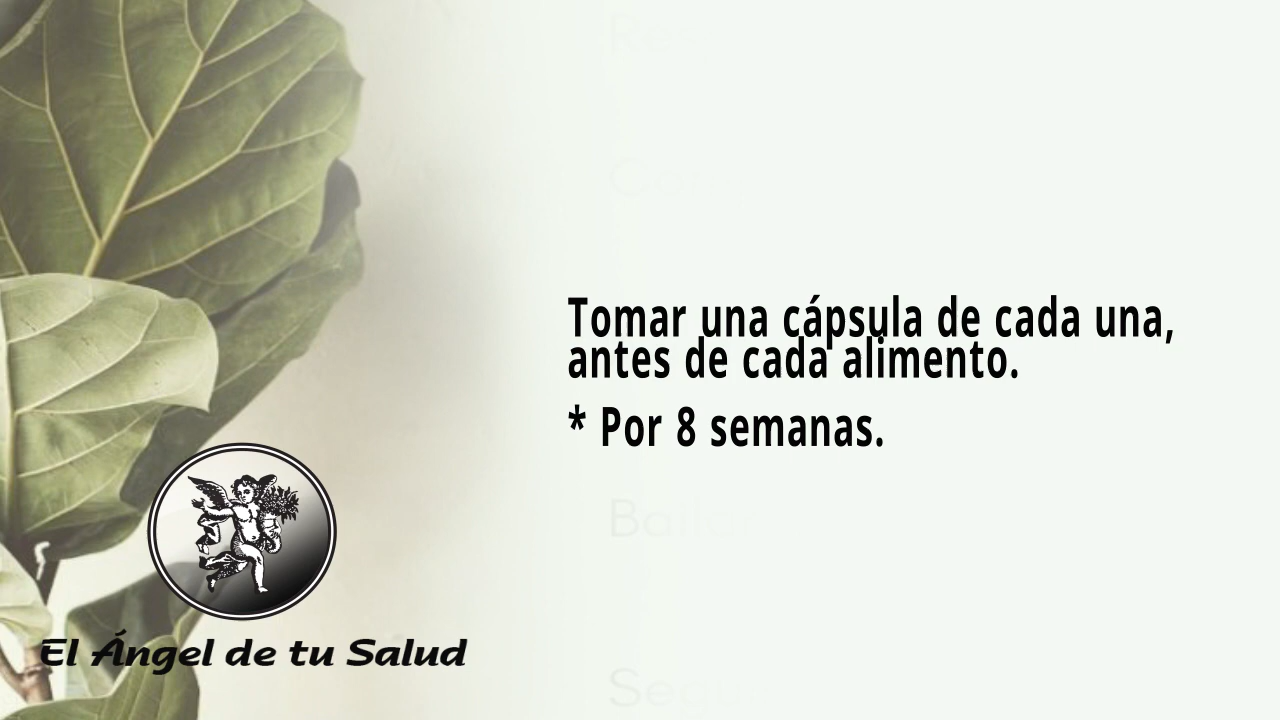 Tomar una cápsula de cada una,
antes de cada alimento.
* Por 8 semanas.
El Ángel de tu Salud